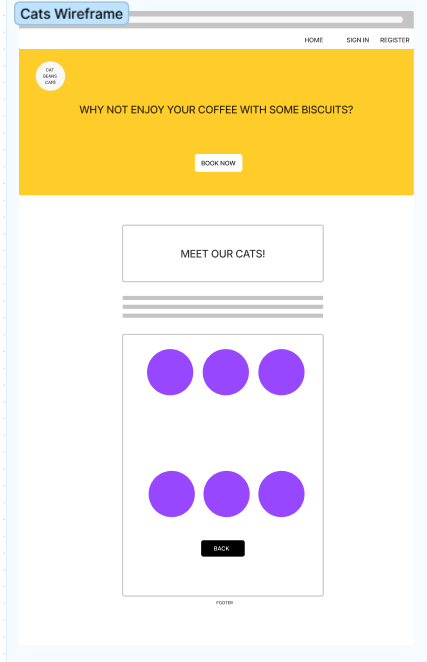 Cats Wireframe
HOME SIGN IN REGISTER
CAT
BEANS
CAFE
WHY NOT ENJOY YOUR COFFEE WITH SOME BISCUITS?
BOOK NOW
MEET OUR CATS!
BACK
FOOTER